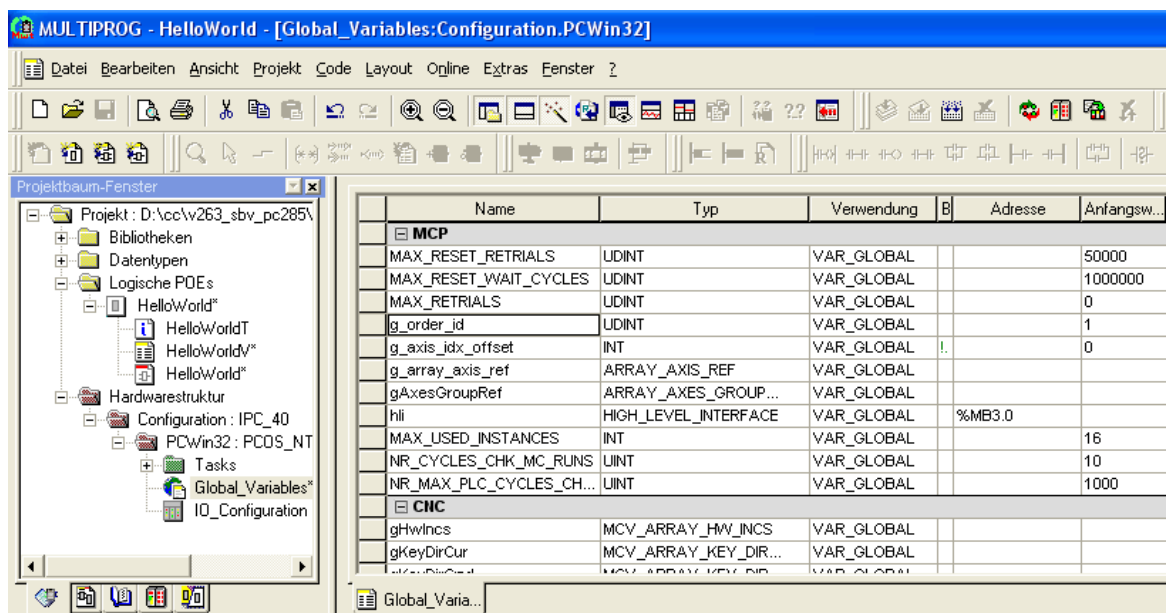 MULTIPROG - HelloWorld - [Global_Variables:Configuration.PCWin32]
Datei Bearbeiten Ansicht Projekt Code Layout Online Extras Fenster ?
Projektbaum-Fenster
Projekt : D:\cc\v263_sbv_pc285\
Bibliotheken
Datentypen
Logische POEs
HelloWorld*
HelloWorldT
HelloWorldV*
HelloWorld*
Hardwarestruktur
Configuration : IPC_40
PCWin32 : PCOS_NT
Tasks
Global_Variables*
IO_Configuration
Name Typ Verwendung B Adresse Anfangsw...
MCP
MAX_RESET_RETRIALS UDINT VAR_GLOBAL 50000
MAX_RESET_WAIT_CYCLES UDINT VAR_GLOBAL 1000000
MAX_RETRIALS UDINT VAR_GLOBAL 0
g_order_id UDINT VAR_GLOBAL 1
g_axis_idx_offset INT VAR_GLOBAL !. 0
g_array_axis_ref ARRAY_AXIS_REF VAR_GLOBAL
gAxesGroupRef ARRAY_AXES_GROUP... VAR_GLOBAL
hli HIGH_LEVEL_INTERFACE VAR_GLOBAL %MB3.0
MAX_USED_INSTANCES INT VAR_GLOBAL 16
NR_CYCLES_CHK_MC_RUNS UINT VAR_GLOBAL 10
NR_MAX_PLC_CYCLES_CH... UINT VAR_GLOBAL 1000
CNC
gHwIncs MCV_ARRAY_HW_INCS VAR_GLOBAL
gKeyDirCur MCV_ARRAY_KEY_DIR... VAR_GLOBAL
Global_Varia...